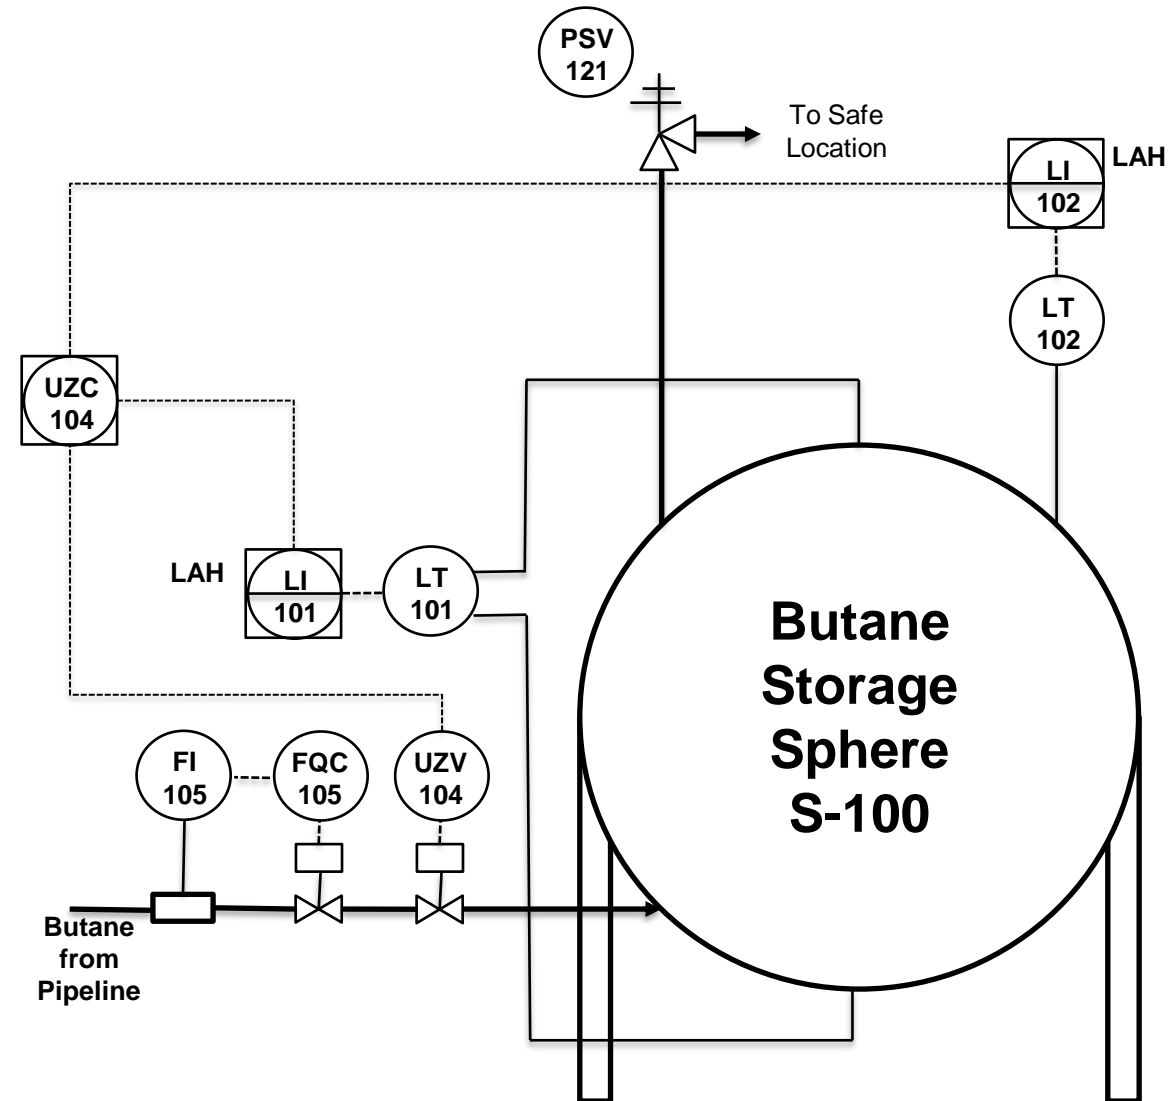 PSV
121
To Safe
Location
LI
102
LAH
LT
102
UZC
104
LAH
LI
101
LT
101
Butane
Storage
Sphere
S-100
FI
105
FQC
105
UZV
104
Butane
from
Pipeline